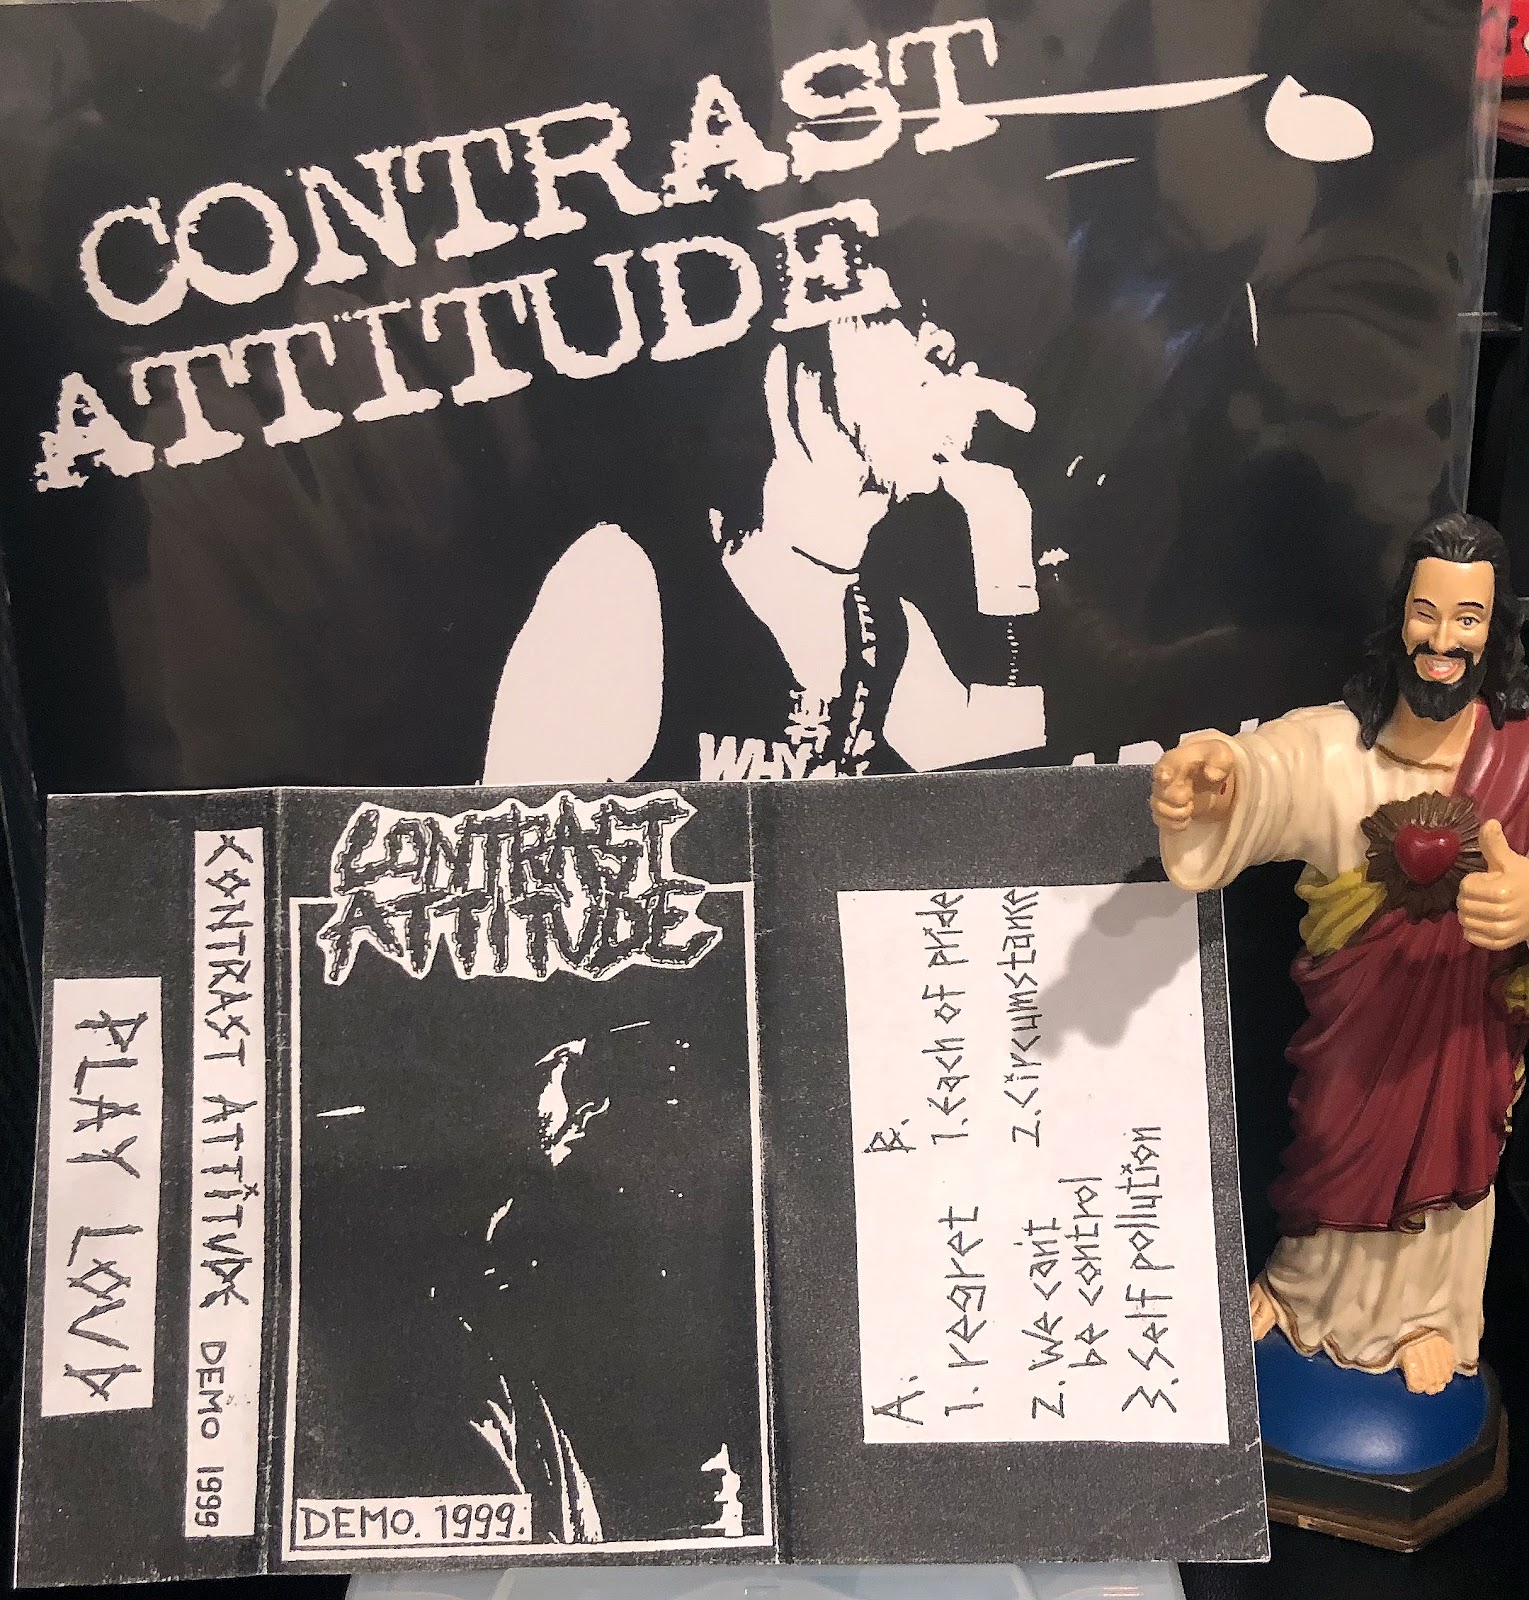 CONTRAST
ATTITUDE
WHY
PLAY LOUD
CONTRAST ATTITUDE DEMO 1999
CONTRAST
ATTITUDE
DEMO. 1999.
A.
1. regret
2. We can't
be control
3. Self pollution
B.
1. Each of pride
2. Circumstance